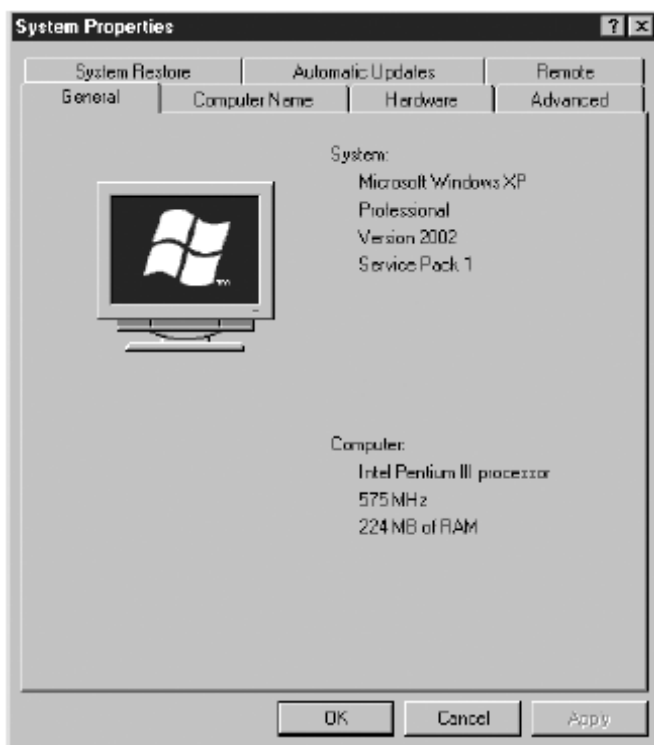 System Properties
System Restore Automatic Updates Remote
General Computer Name Hardware Advanced
System:
Microsoft Windows XP
Professional
Version 2002
Service Pack 1
TM
Computer:
Intel Pentium III processor
575 MHz
224 MB of RAM
OK Cancel Apply